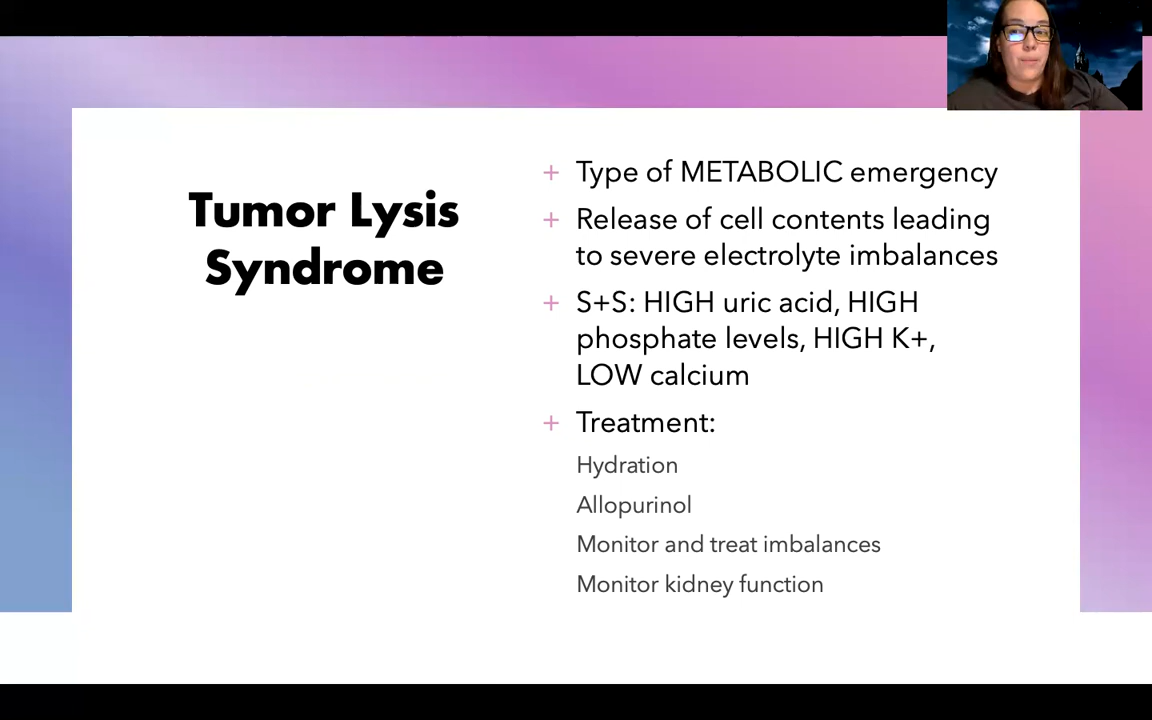 Tumor Lysis
Syndrome
+ Type of METABOLIC emergency
+ Release of cell contents leading
to severe electrolyte imbalances
+ S+S: HIGH uric acid, HIGH
phosphate levels, HIGH K+,
LOW calcium
+ Treatment:
Hydration
Allopurinol
Monitor and treat imbalances
Monitor kidney function